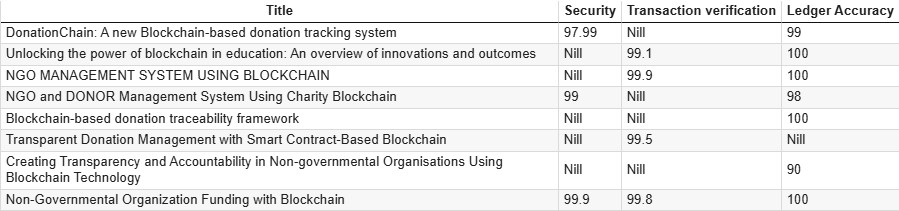 Title Security Transaction verification Ledger Accuracy
DonationChain: A new Blockchain-based donation tracking system 97.99 Nill 99
Unlocking the power of blockchain in education: An overview of innovations and outcomes Nill 99.1 100
NGO MANAGEMENT SYSTEM USING BLOCKCHAIN Nill 99.9 100
NGO and DONOR Management System Using Charity Blockchain 99 Nill 98
Blockchain-based donation traceability framework Nill Nill 100
Transparent Donation Management with Smart Contract-Based Blockchain Nill 99.5 Nill
Creating Transparency and Accountability in Non-governmental Organisations Using
Blockchain Technology Nill Nill 90
Non-Governmental Organization Funding with Blockchain 99.9 99.8 100